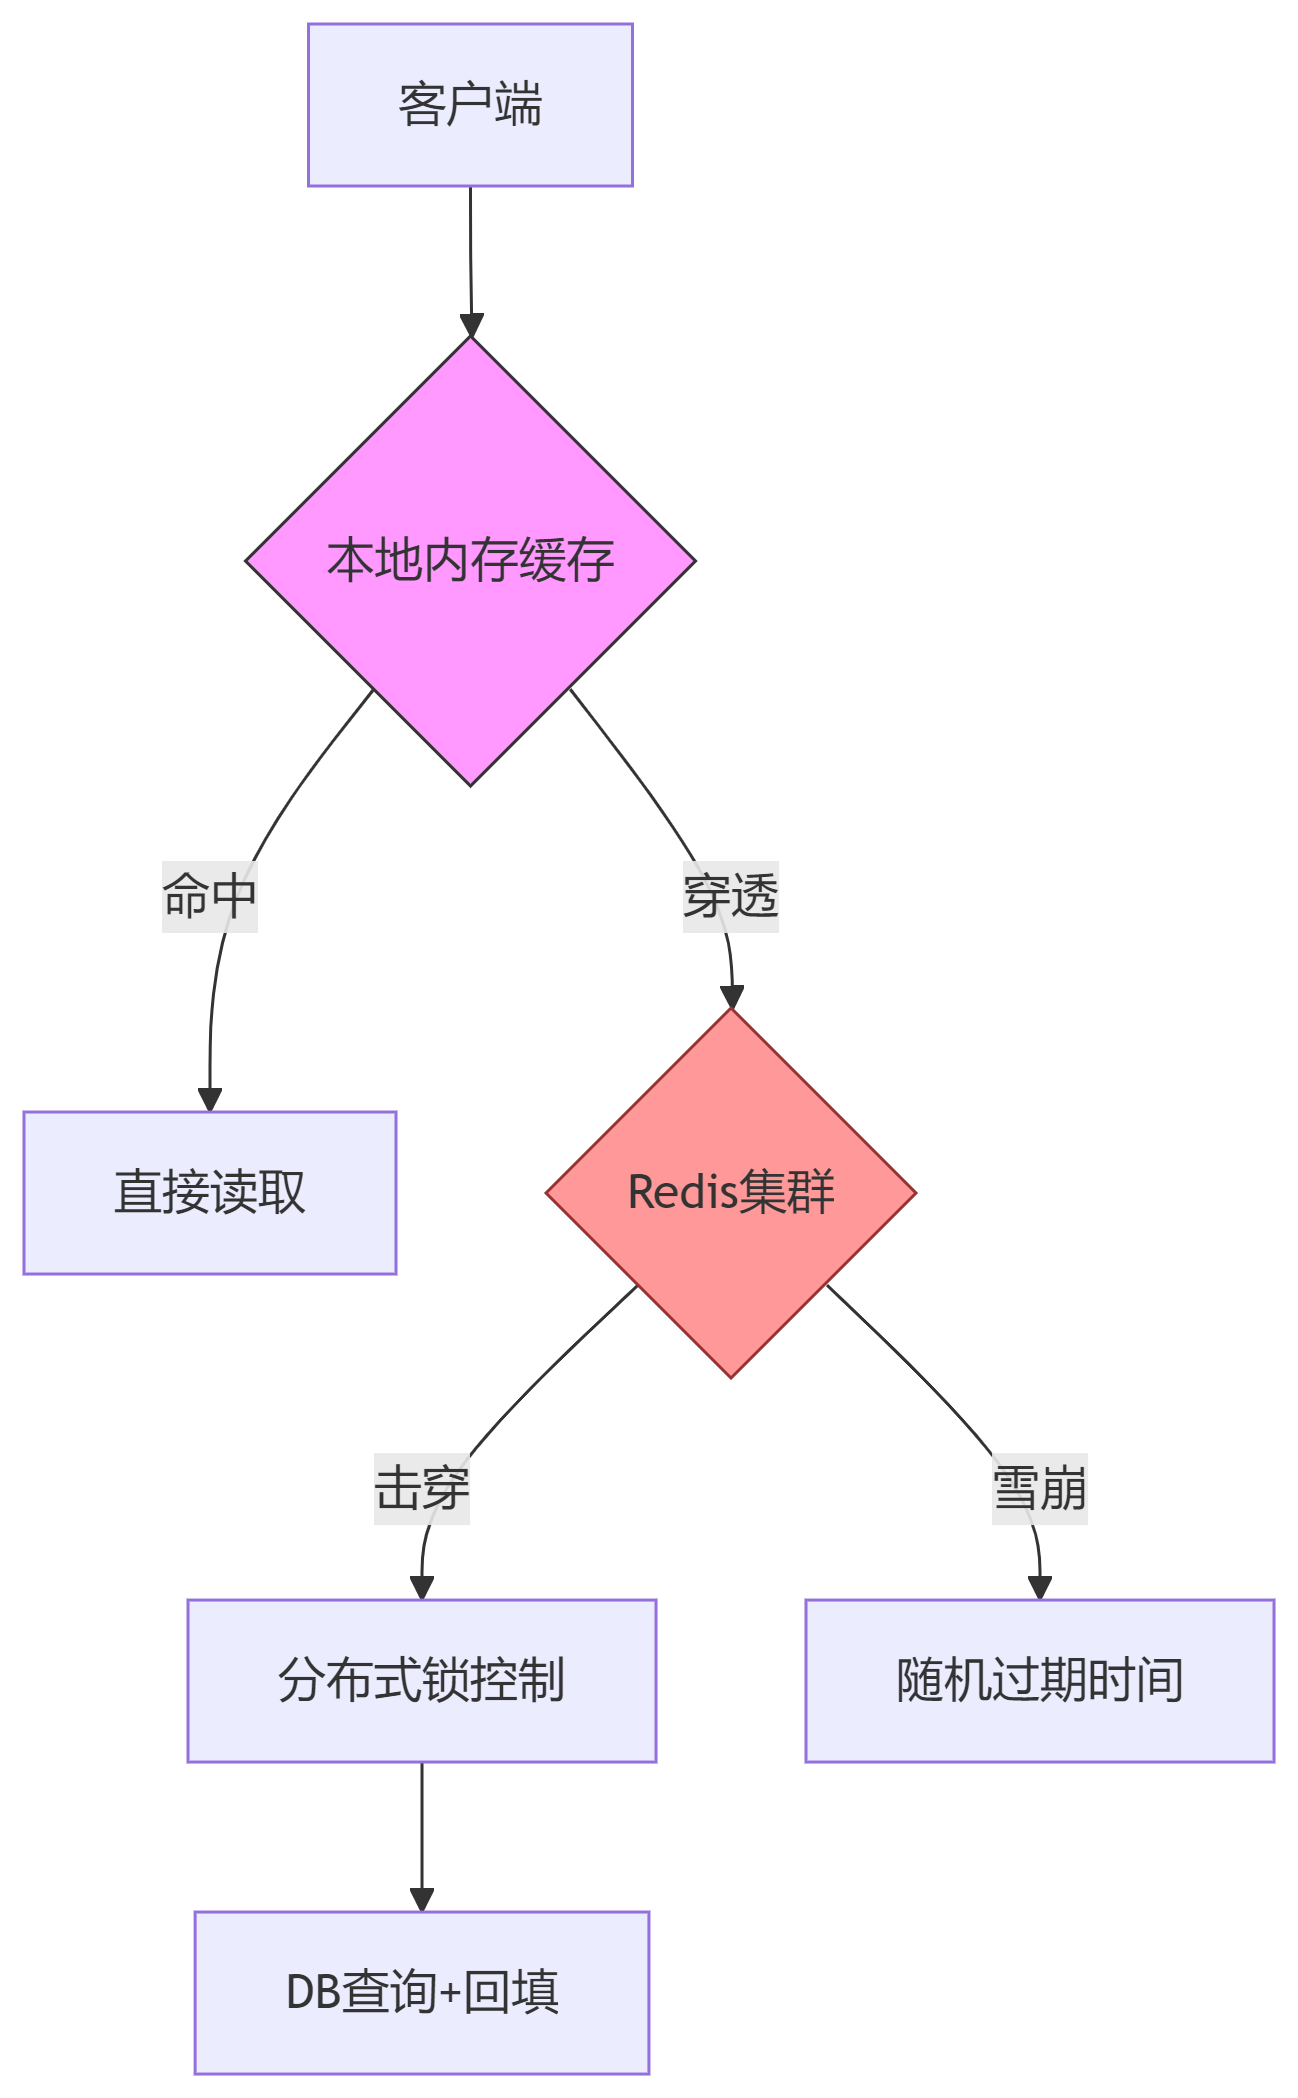 客户端
本地内存缓存
命中
穿透
直接读取
Redis集群
击穿
雪崩
分布式锁控制
随机过期时间
DB查询+回填